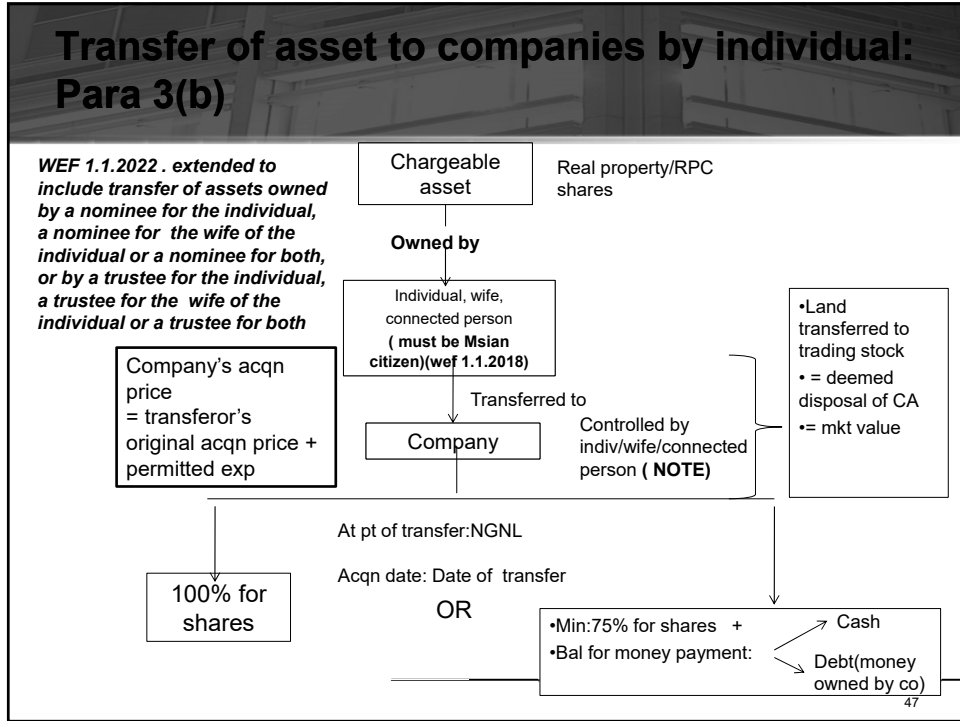 Transfer of asset to companies by individual:
Para 3(b)
WEF 1.1.2022 . extended to
include transfer of assets owned
by a nominee for the individual,
a nominee for the wife of the
individual or a nominee for both,
or by a trustee for the individual,
a trustee for the wife of the
individual or a trustee for both
Chargeable
asset
Real property/RPC
shares
Owned by
Individual, wife,
connected person
( must be Msian
citizen)(wef 1.1.2018)
Company's acqn
price
= transferor's
original acqn price +
permitted exp
Transferred to
Company
Controlled by
indiv/wife/connected
person ( NOTE)
•Land
transferred to
trading stock
• = deemed
disposal of CA
•= mkt value
At pt of transfer:NGNL
Acqn date: Date of transfer
OR
100% for
shares
•Min:75% for shares +
•Bal for money payment:
Cash
Debt(money
owned by co)
47